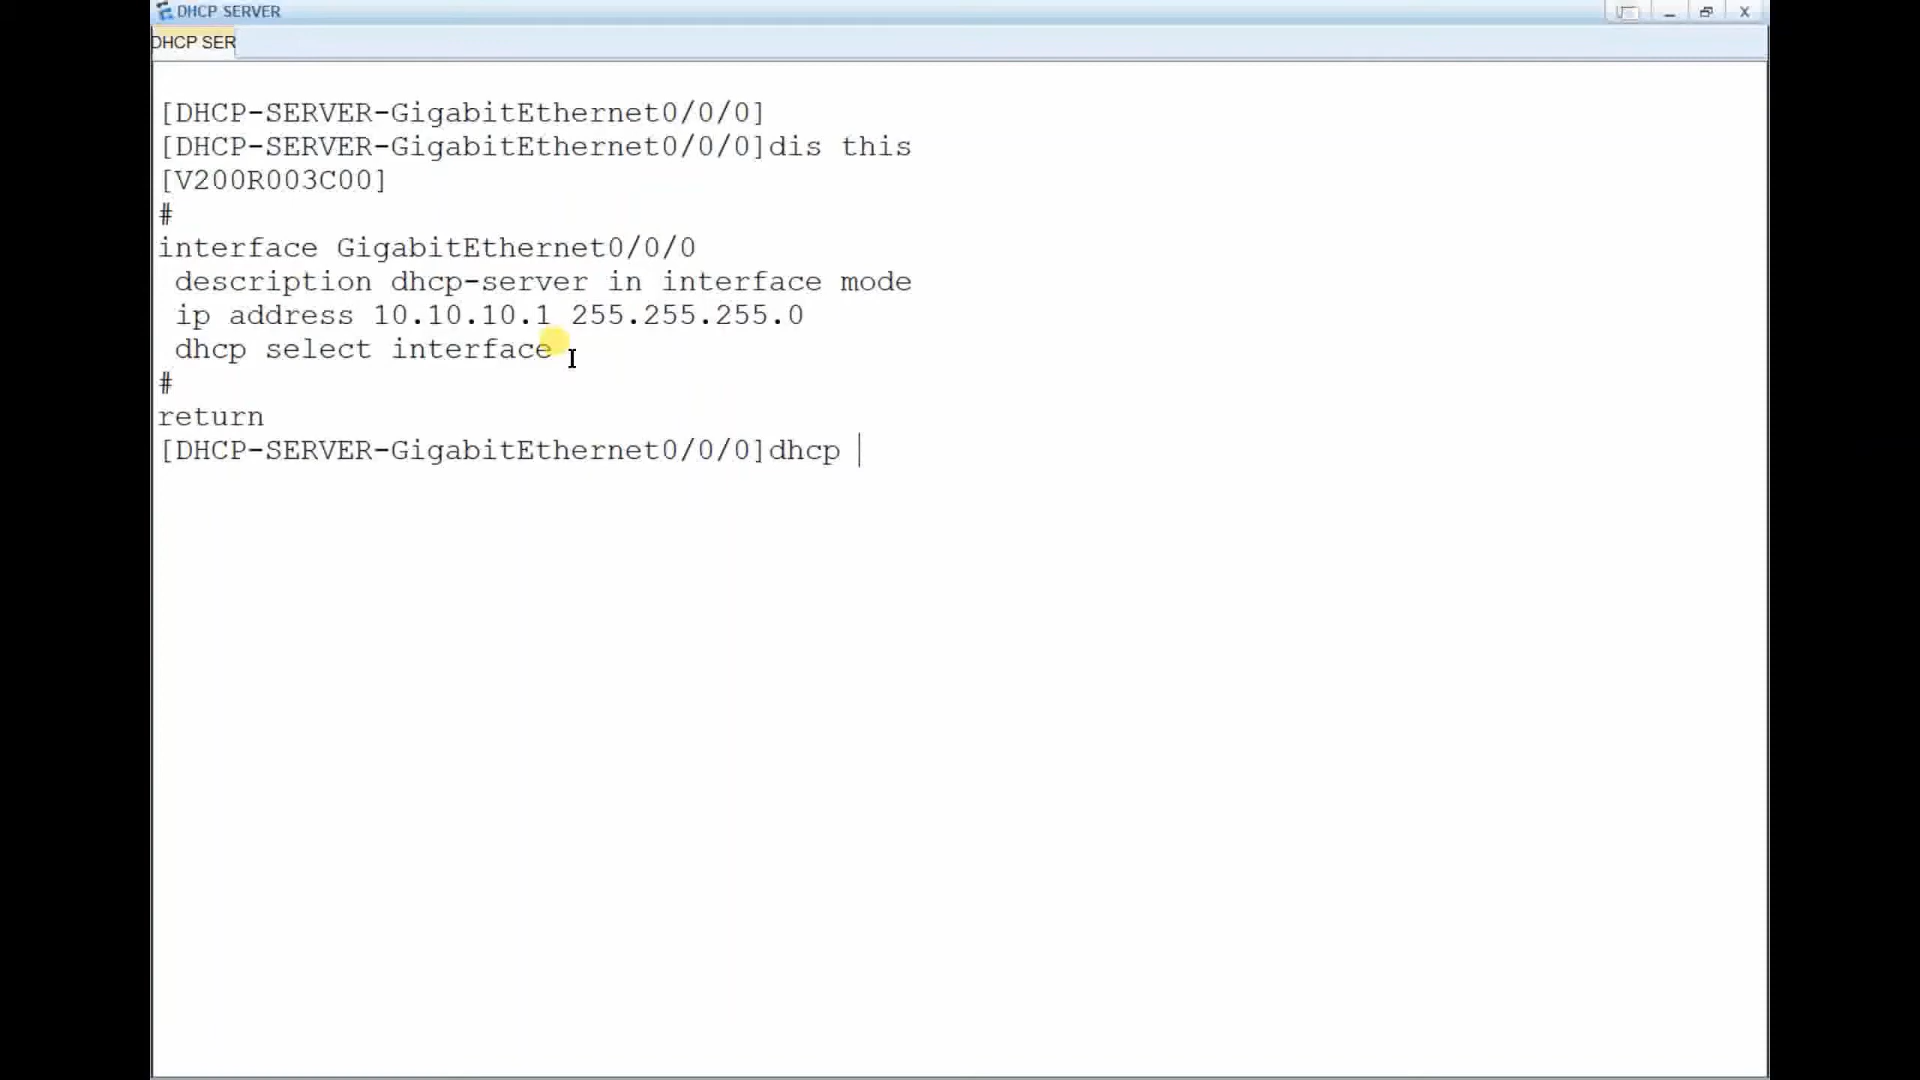 DHCP SERVER
DHCP SER
[DHCP-SERVER-GigabitEthernet0/0/0]
[DHCP-SERVER-GigabitEthernet0/0/0]dis this
[V200R003C00]
#
interface GigabitEthernet0/0/0
description dhcp-server in interface mode
ip address 10.10.10.1 255.255.255.0
dhcp select interface
#
return
[DHCP-SERVER-GigabitEthernet0/0/0]dhcp